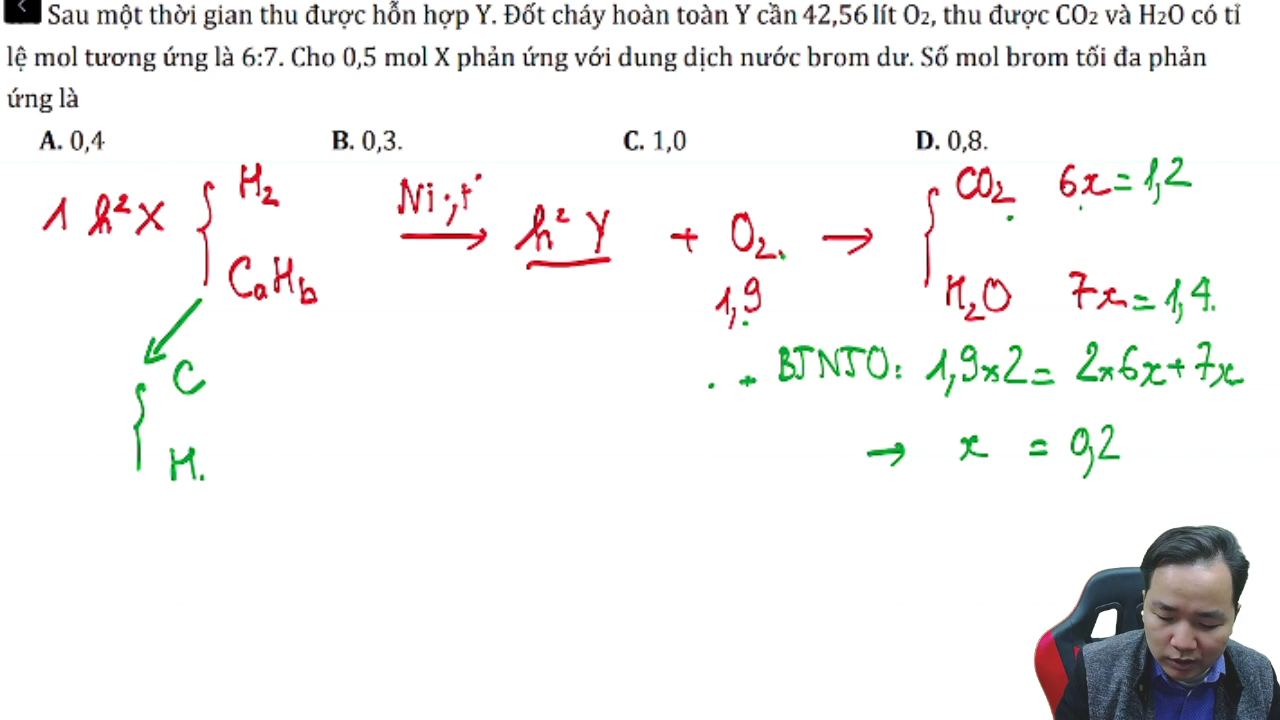 Sau một thời gian thu được hỗn hợp Y. Đốt cháy hoàn toàn Y cần 42,56 lít O₂, thu được CO₂ và H₂O có tỉ
lệ mol tương ứng là 6:7. Cho 0,5 mol X phản ứng với dung dịch nước brom dư. Số mol brom tối đa phản
ứng là
A. 0,4 B. 0,3. C. 1,0 D. 0,8.
H₂ Ni, t° CO₂ 6x = 1,2
1 h² X → h² Y + O₂ →
CₐH_b 1,9 H₂O 7x = 1,4.
C BTNTO: 1,9×2 = 2×6x + 7x
H. → x = 0,2